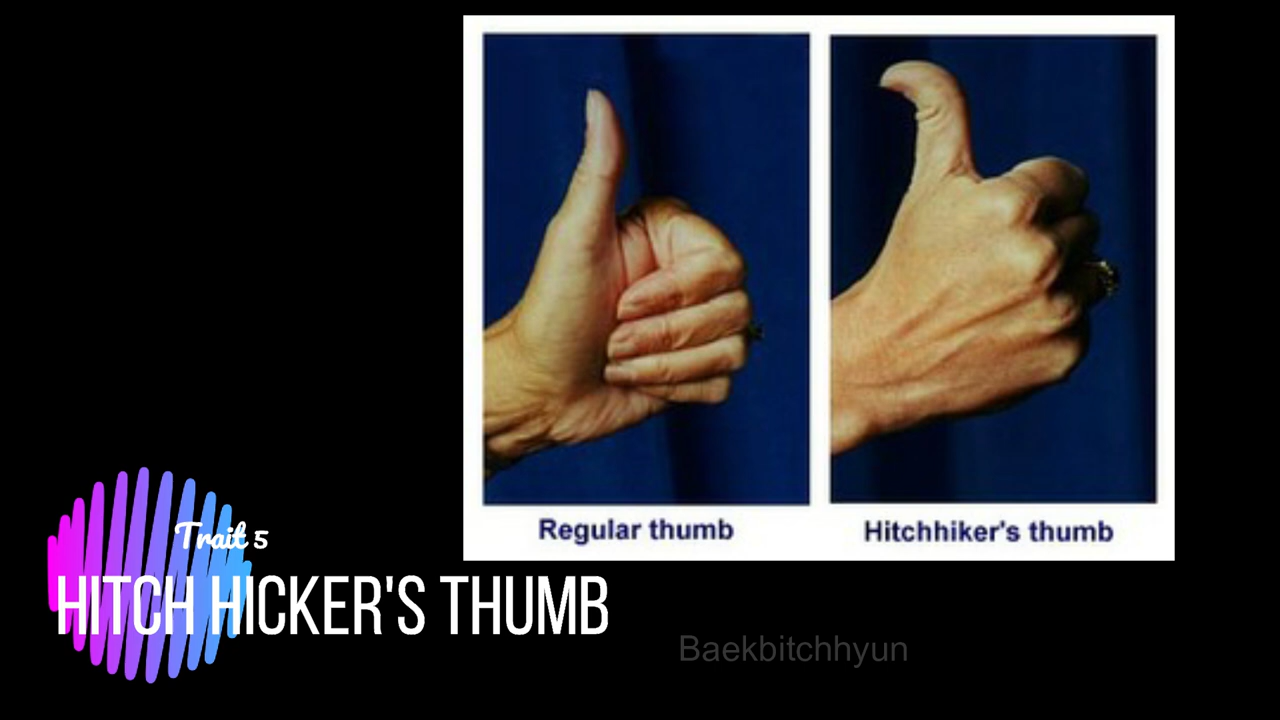 Regular thumb
Hitchhiker's thumb
Trait 5
HITCH HICKER'S THUMB
Baekbitchhyun